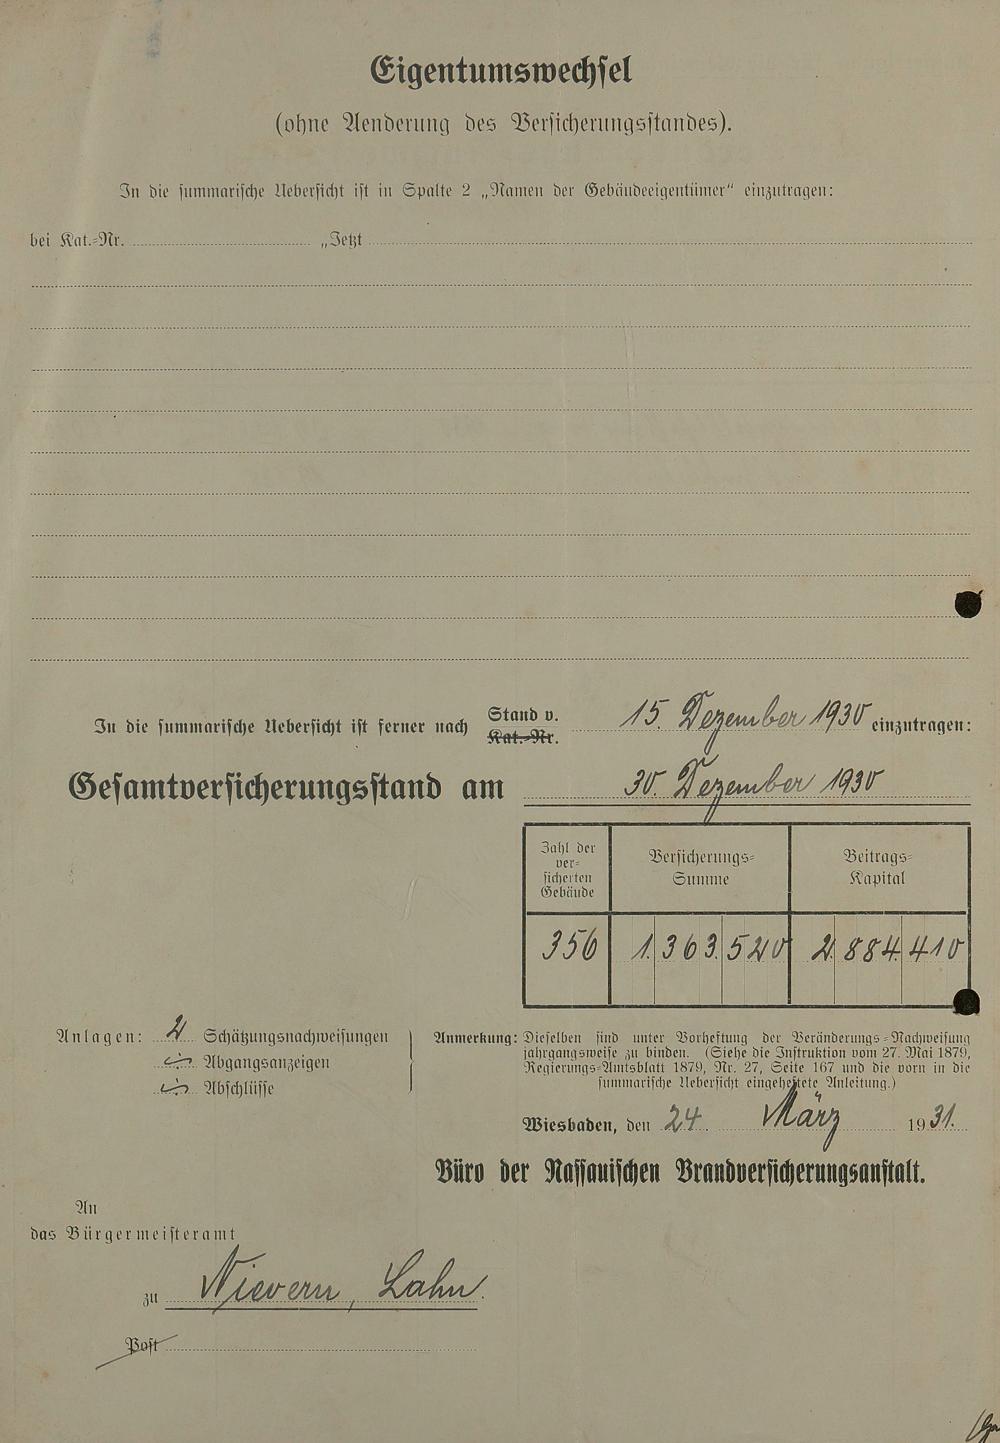 Eigentumswechsel
(ohne Aenderung des Versicherungsstandes).
In die summarische Uebersicht ist in Spalte 2 „Namen der Gebäudeeigentümer“ einzutragen:
bei Kat.-Nr. „Jetzt
In die summarische Uebersicht ist ferner nach Stand v. Kat.-Nr. 15. Dezember 1930 einzutragen:
Gesamtversicherungsstand am 30. Dezember 1930
Zahl der
ver-
sicherten
Gebäude
Versicherungs-
Summe
Beitrags-
Kapital
356 1.363.520 2.884.410
Anlagen: 2 Schätzungsnachweisungen
Abgangsanzeigen
Abschlüsse
Anmerkung: Dieselben sind unter Vorheftung der Veränderungs-Nachweisung
jahrgangsweise zu binden. (Siehe die Instruktion vom 27. Mai 1879,
Regierungs-Amtsblatt 1879, Nr. 27, Seite 167 und die vorn in die
summarische Uebersicht eingeheftete Anleitung.)
Wiesbaden, den 24. März 1931.
Büro der Nassauischen Brandversicherungsanstalt.
An
das Bürgermeisteramt
zu Nievern, Lahn.
Post